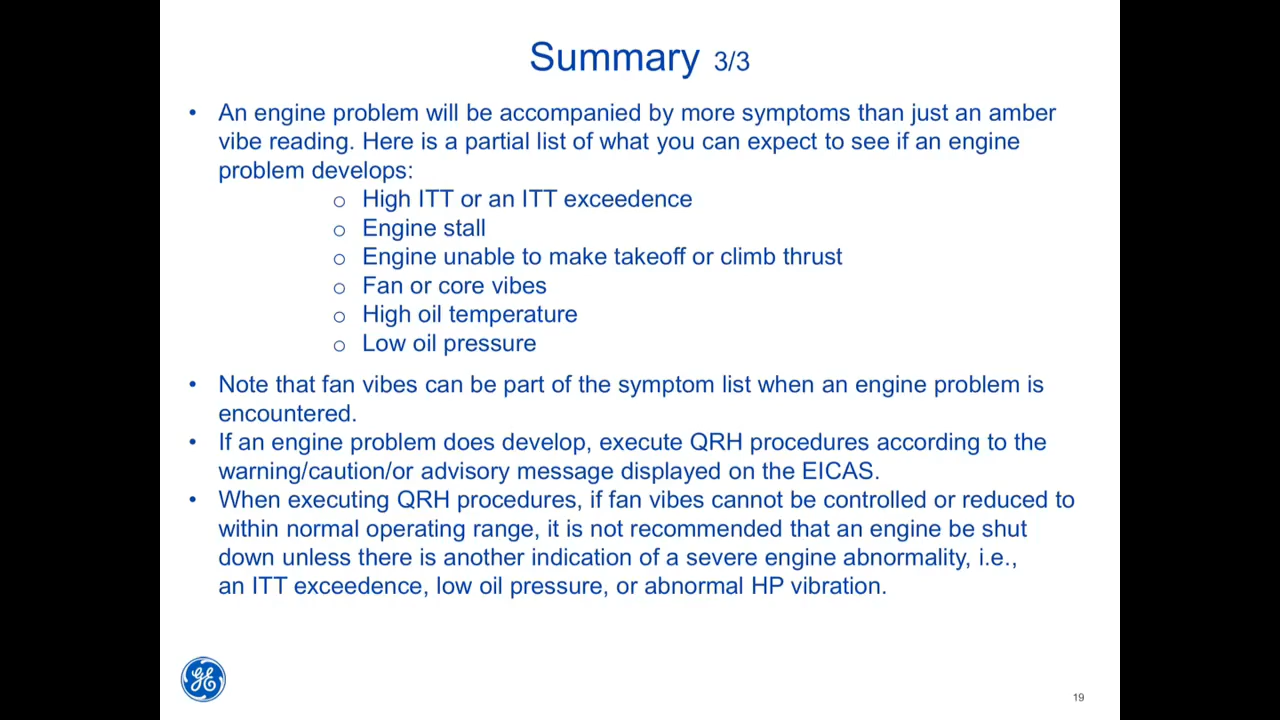 Summary 3/3
• An engine problem will be accompanied by more symptoms than just an amber
vibe reading. Here is a partial list of what you can expect to see if an engine
problem develops:
o High ITT or an ITT exceedence
o Engine stall
o Engine unable to make takeoff or climb thrust
o Fan or core vibes
o High oil temperature
o Low oil pressure
• Note that fan vibes can be part of the symptom list when an engine problem is
encountered.
• If an engine problem does develop, execute QRH procedures according to the
warning/caution/or advisory message displayed on the EICAS.
• When executing QRH procedures, if fan vibes cannot be controlled or reduced to
within normal operating range, it is not recommended that an engine be shut
down unless there is another indication of a severe engine abnormality, i.e.,
an ITT exceedence, low oil pressure, or abnormal HP vibration.
GE
19